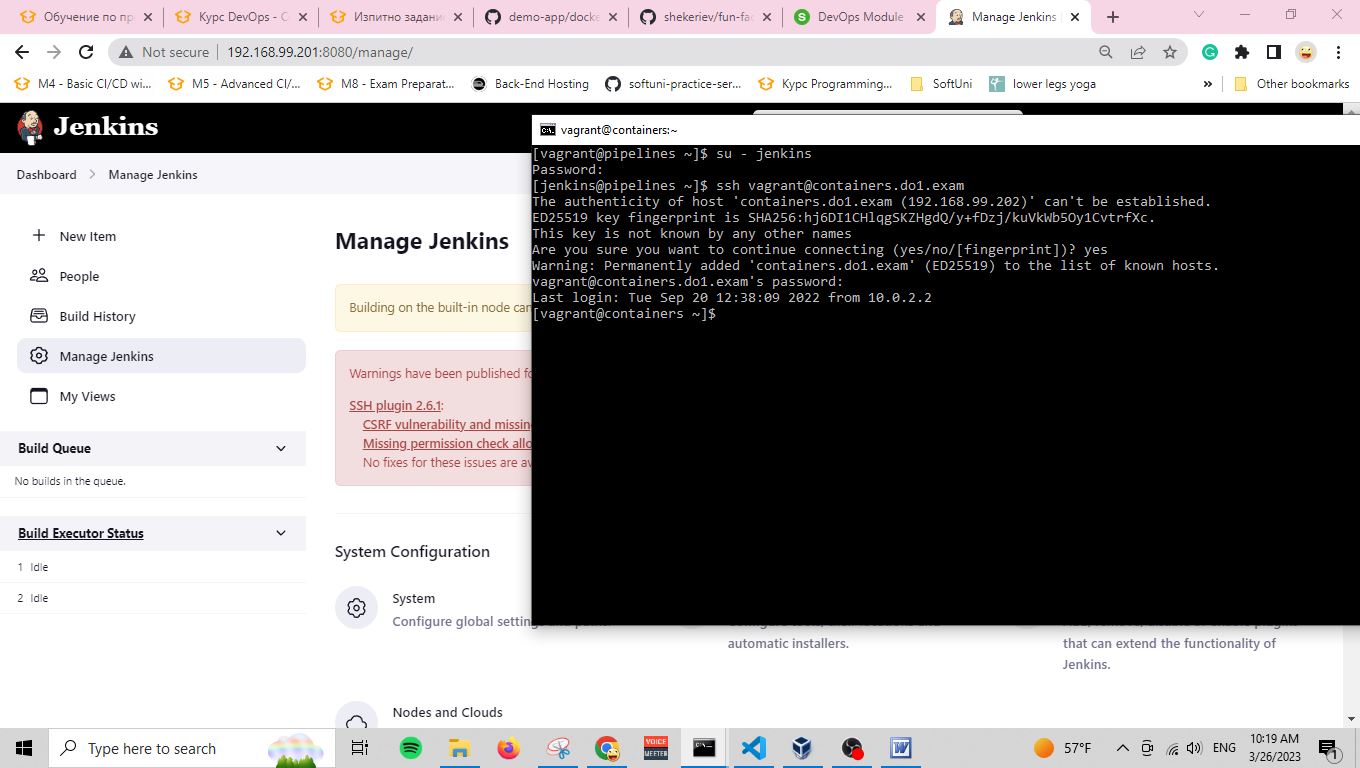 Обучение по пр
Курс DevOps - С
Изпитно задани
demo-app/docke
shekeriev/fun-fac
DevOps Module
Manage Jenkins
Not secure
192.168.99.201:8080/manage/
M4 - Basic CI/CD wi...
M5 - Advanced CI/...
M8 - Exam Preparat...
Back-End Hosting
softuni-practice-ser...
Курс Programming...
SoftUni
lower legs yoga
»
Other bookmarks
Jenkins
Dashboard
Manage Jenkins
New Item
People
Build History
Manage Jenkins
My Views
Build Queue
No builds in the queue.
Build Executor Status
1 Idle
2 Idle
Manage Jenkins
Building on the built-in node can
Warnings have been published fo
SSH plugin 2.6.1:
CSRF vulnerability and missin
Missing permission check allo
No fixes for these issues are av
System Configuration
System
Configure global settings and paths.
automatic installers.
that can extend the functionality of
Jenkins.
Nodes and Clouds
vagrant@containers:~
[vagrant@pipelines ~]$ su - jenkins
Password:
[jenkins@pipelines ~]$ ssh vagrant@containers.do1.exam
The authenticity of host 'containers.do1.exam (192.168.99.202)' can't be established.
ED25519 key fingerprint is SHA256:hj6DI1CHlqgSKZHgdQ/y+fDzj/kuVkWb5Oy1CvtrfXc.
This key is not known by any other names
Are you sure you want to continue connecting (yes/no/[fingerprint])? yes
Warning: Permanently added 'containers.do1.exam' (ED25519) to the list of known hosts.
vagrant@containers.do1.exam's password:
Last login: Tue Sep 20 12:38:09 2022 from 10.0.2.2
[vagrant@containers ~]$
Type here to search
VOICE
MEETER
57°F
ENG
10:19 AM
3/26/2023
1